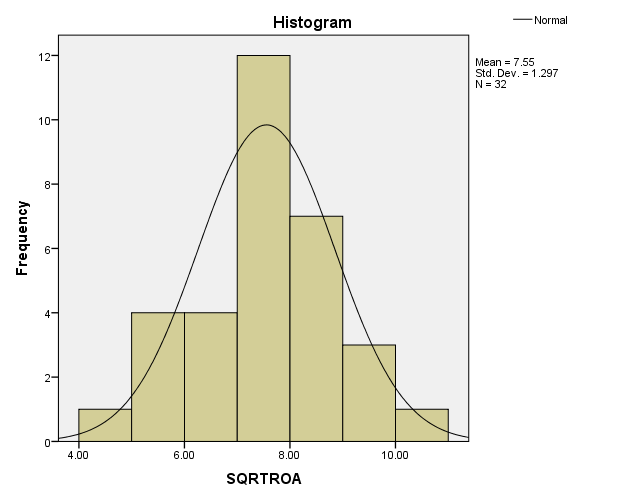 Histogram
Normal
Mean = 7.55
Std. Dev. = 1.297
N = 32
Frequency
12
10
8
6
4
2
0
4.00 6.00 8.00 10.00
SQRTROA